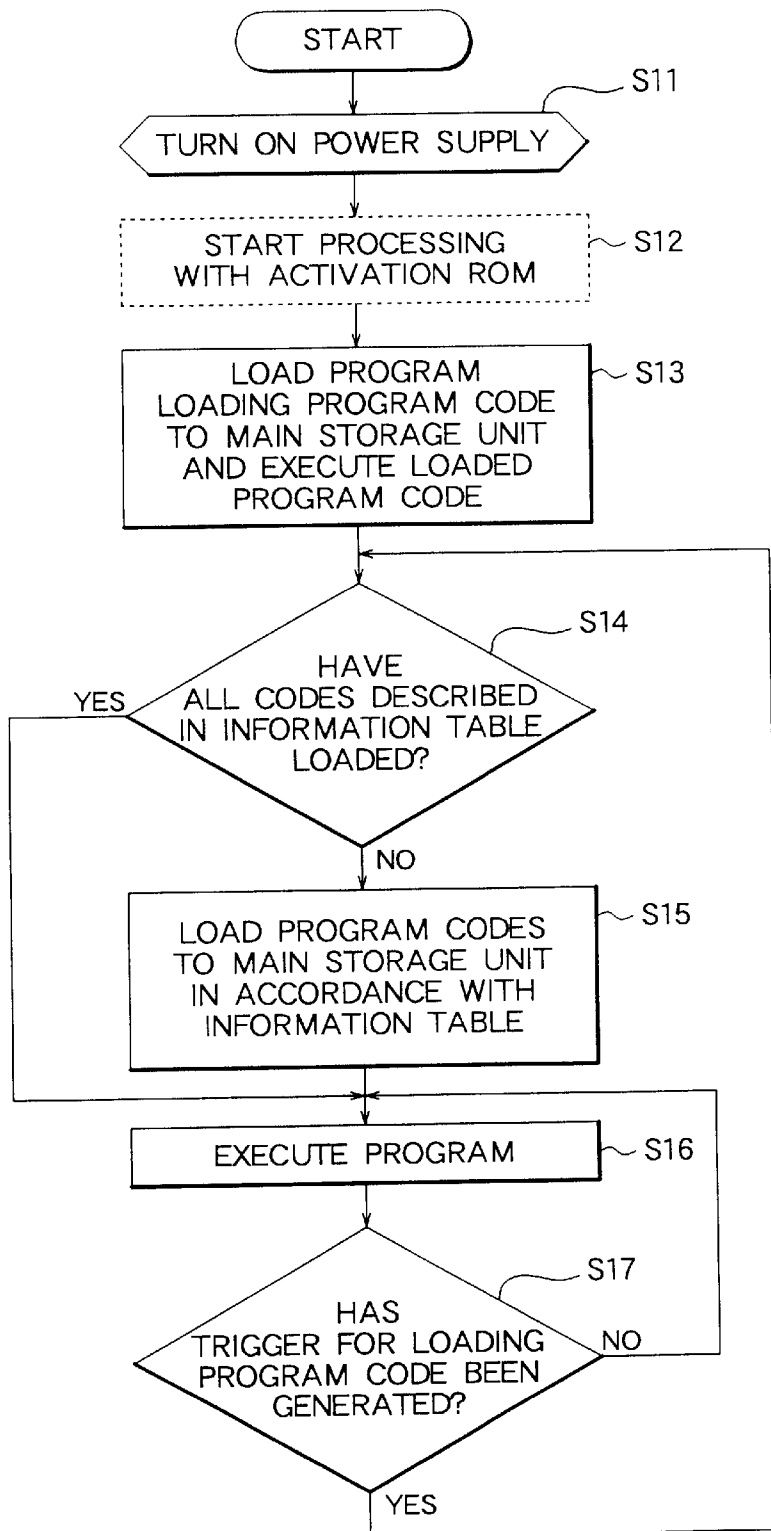 START
S11
TURN ON POWER SUPPLY
START PROCESSING
WITH ACTIVATION ROM
S12
LOAD PROGRAM
LOADING PROGRAM CODE
TO MAIN STORAGE UNIT
AND EXECUTE LOADED
PROGRAM CODE
S13
S14
HAVE
ALL CODES DESCRIBED
IN INFORMATION TABLE
LOADED?
YES
NO
LOAD PROGRAM CODES
TO MAIN STORAGE UNIT
IN ACCORDANCE WITH
INFORMATION TABLE
S15
EXECUTE PROGRAM
S16
S17
HAS
TRIGGER FOR LOADING
PROGRAM CODE BEEN
GENERATED?
NO
YES